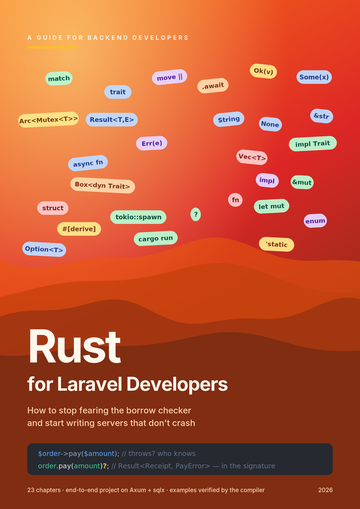 A GUIDE FOR BACKEND DEVELOPERS
match
trait
move ||
.await
Ok(v)
Some(x)
Arc<Mutex<T>>
Result<T,E>
String
None
&str
Err(e)
impl Trait
async fn
Vec<T>
Box<dyn Trait>
impl
&mut
struct
tokio::spawn
?
fn
let mut
enum
#[derive]
cargo run
'static
Option<T>
Rust
for Laravel Developers
How to stop fearing the borrow checker
and start writing servers that don't crash
$order->pay($amount); // throws? who knows
order.pay(amount)?; // Result<Receipt, PayError> — in the signature
23 chapters · end-to-end project on Axum + sqlx · examples verified by the compiler
2026